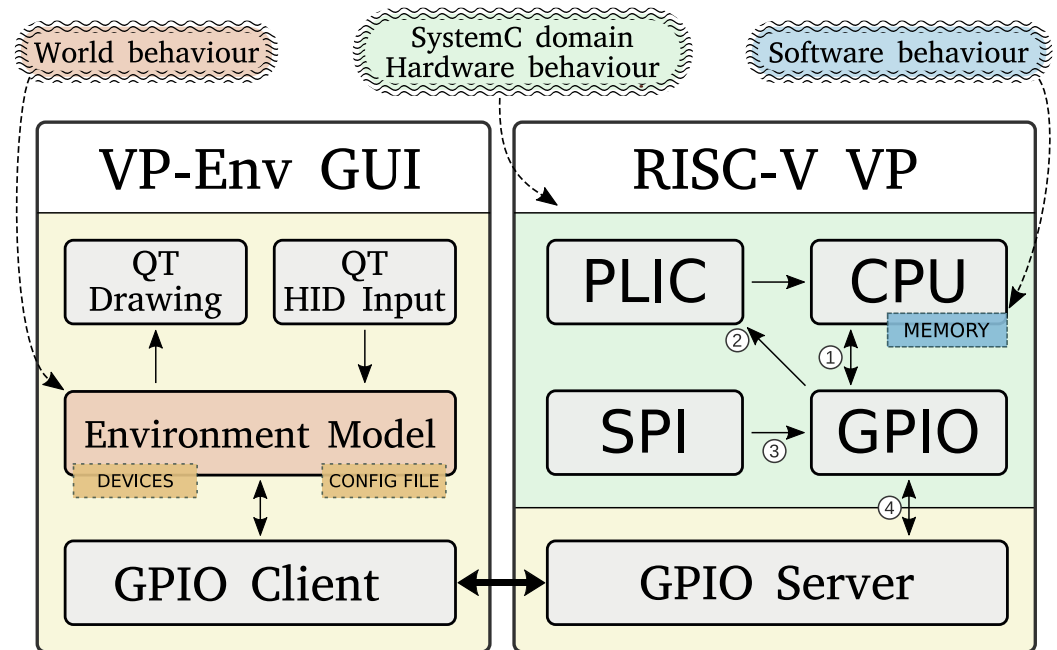 World behaviour
SystemC domain
Hardware behaviour
Software behaviour
VP-Env GUI
QT
Drawing
QT
HID Input
Environment Model
DEVICES
CONFIG FILE
GPIO Client
RISC-V VP
PLIC
CPU
MEMORY
2
1
SPI
GPIO
3
4
GPIO Server